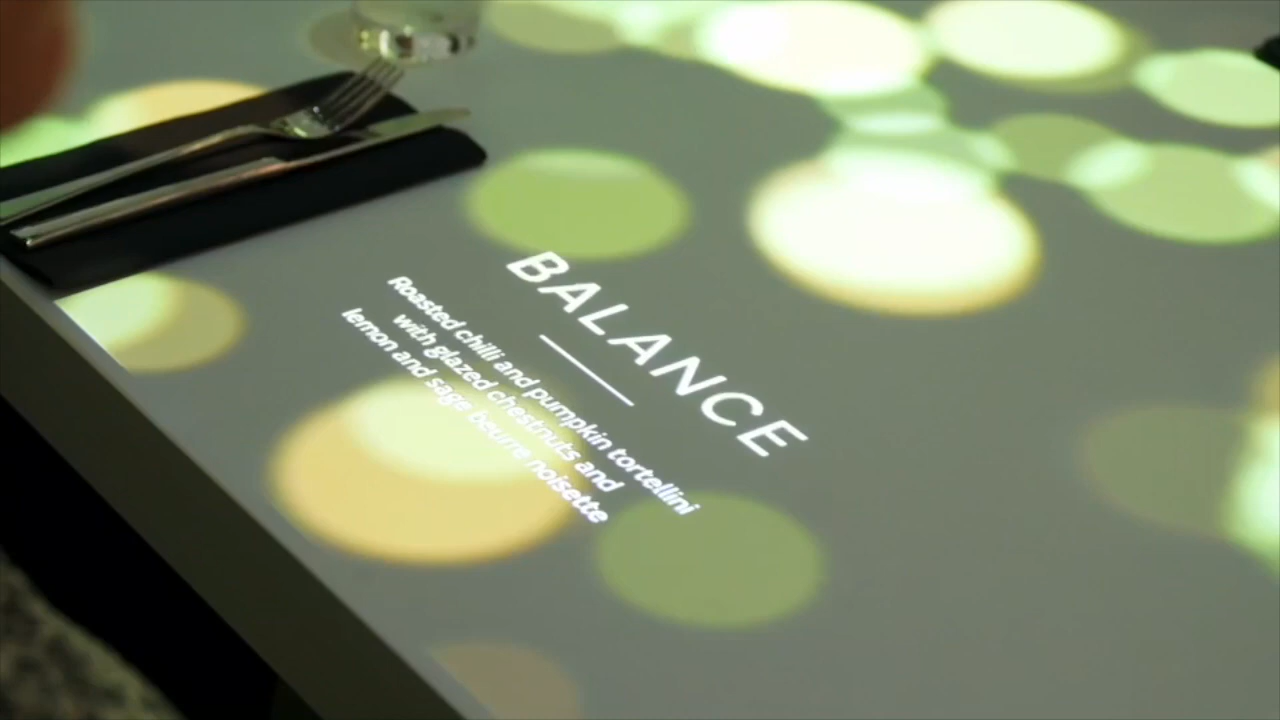 BALANCE
Roasted chilli and pumpkin tortellini
with glazed chestnuts and
lemon and sage beurre noisette